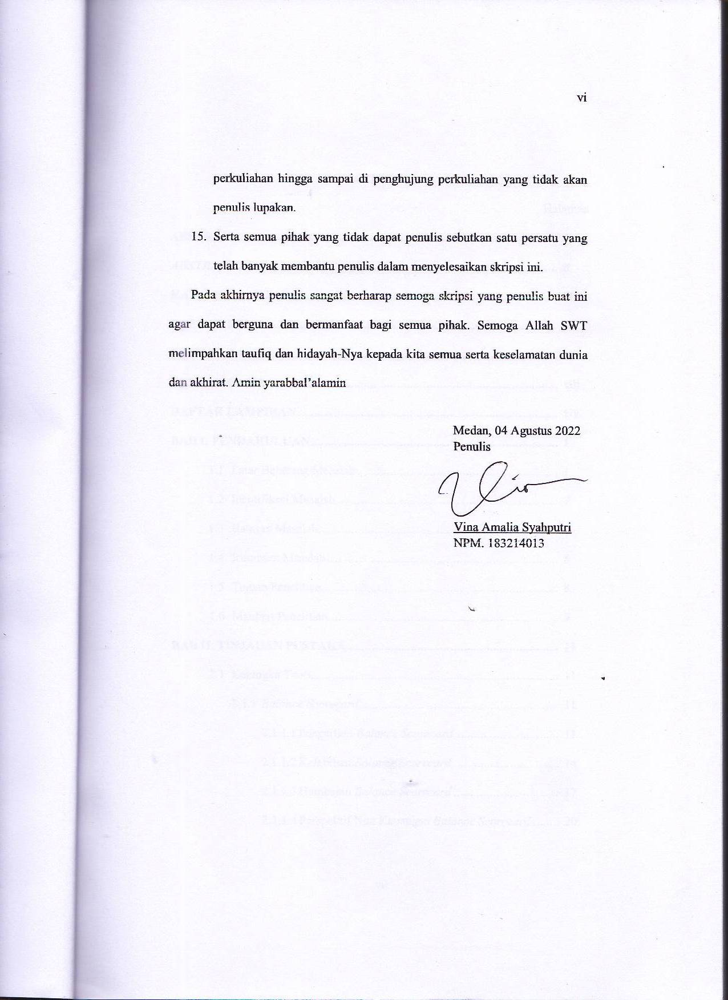 vi
perkuliahan hingga sampai di penghujung perkuliahan yang tidak akan
penulis lupakan.
15. Serta semua pihak yang tidak dapat penulis sebutkan satu persatu yang
telah banyak membantu penulis dalam menyelesaikan skripsi ini.
Pada akhirnya penulis sangat berharap semoga skripsi yang penulis buat ini
agar dapat berguna dan bermanfaat bagi semua pihak. Semoga Allah SWT
melimpahkan taufiq dan hidayah-Nya kepada kita semua serta keselamatan dunia
dan akhirat. Amin yarabbal’alamin
Medan, 04 Agustus 2022
Penulis
Vina Amalia Syahputri
NPM. 183214013